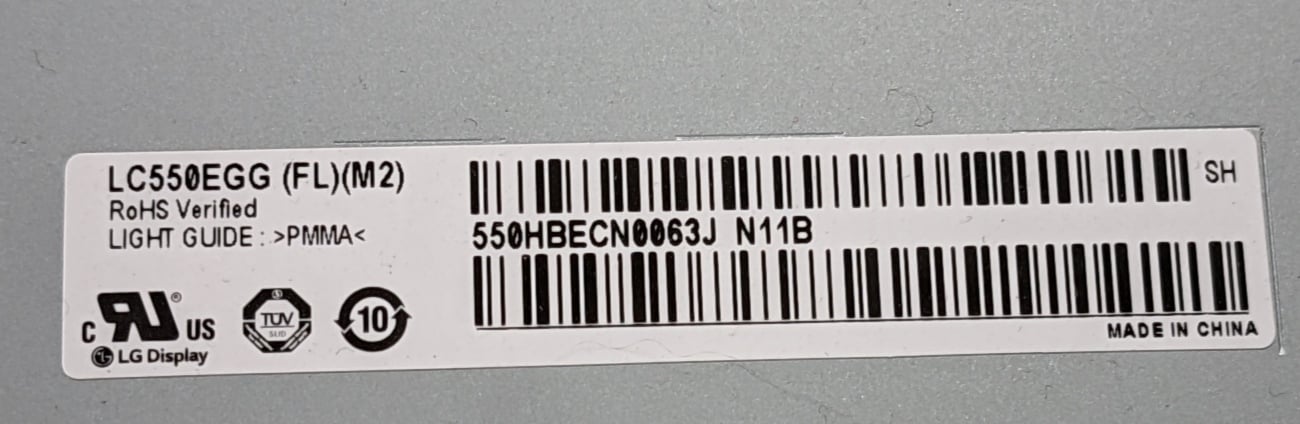 LC550EGG (FL)(M2)
RoHS Verified
LIGHT GUIDE : >PMMA<
SH
550HBECN0063J N11B
C RU ® US
TÜV
SÜD
10
LG Display
MADE IN CHINA